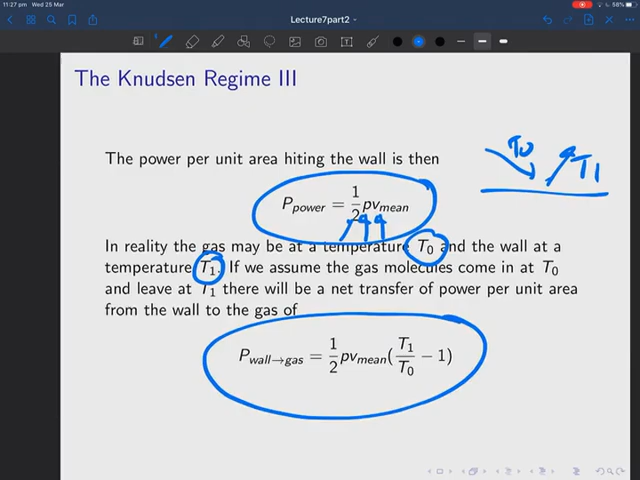 11:27 pm Wed 25 Mar
58%
Lecture7part2
The Knudsen Regime III
The power per unit area hiting the wall is then
P_power = 1/2 pv_mean
T0
T1
In reality the gas may be at a temperature T_0 and the wall at a
temperature T_1. If we assume the gas molecules come in at T_0
and leave at T_1 there will be a net transfer of power per unit area
from the wall to the gas of
P_wall→gas = 1/2 pv_mean(T_1/T_0 − 1)